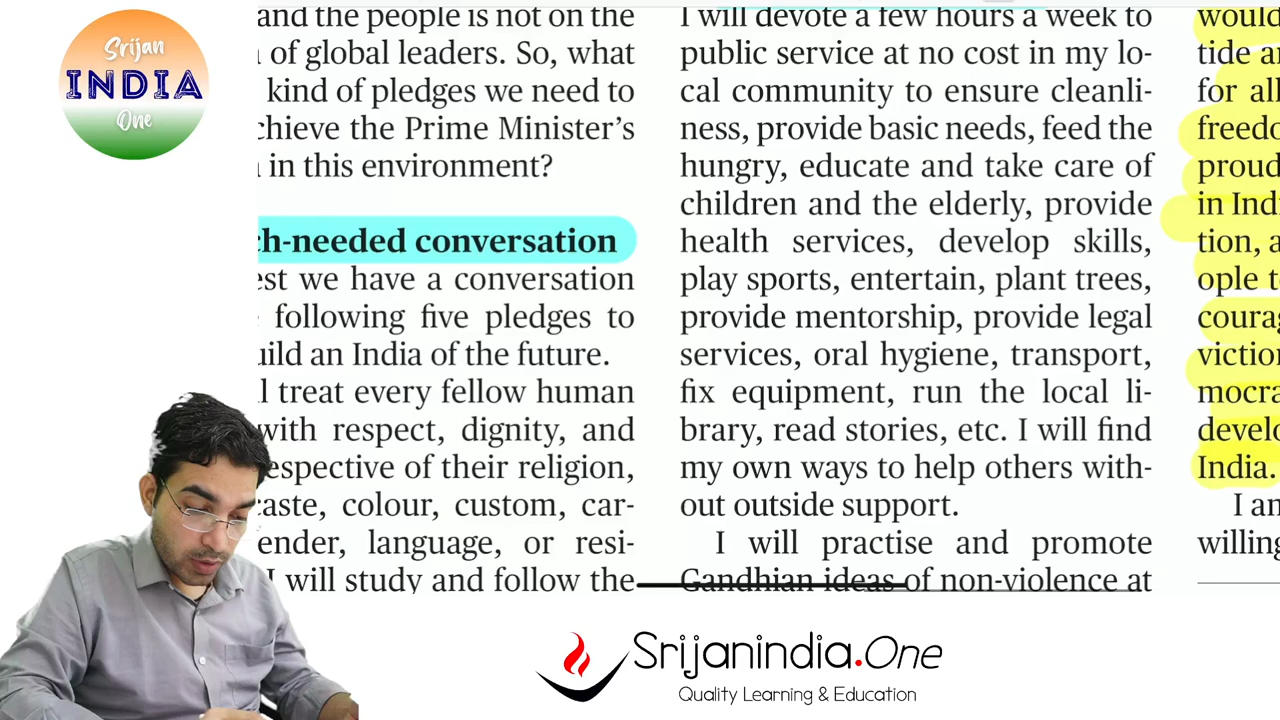 Srijan
INDIA
One
and the people is not on the
of global leaders. So, what
kind of pledges we need to
chieve the Prime Minister's
in this environment?
ch-needed conversation
est we have a conversation
following five pledges to
uild an India of the future.
l treat every fellow human
with respect, dignity, and
espective of their religion,
caste, colour, custom, car-
ender, language, or resi-
I will study and follow the
I will devote a few hours a week to
public service at no cost in my lo-
cal community to ensure cleanli-
ness, provide basic needs, feed the
hungry, educate and take care of
children and the elderly, provide
health services, develop skills,
play sports, entertain, plant trees,
provide mentorship, provide legal
services, oral hygiene, transport,
fix equipment, run the local li-
brary, read stories, etc. I will find
my own ways to help others with-
out outside support.
I will practise and promote
Gandhian ideas of non-violence at
would
tide
for all
freedo
proud
in Indi
tion, a
ople t
courag
victio
mocra
develo
India.
I am
willing
Srijanindia.One
Quality Learning & Education